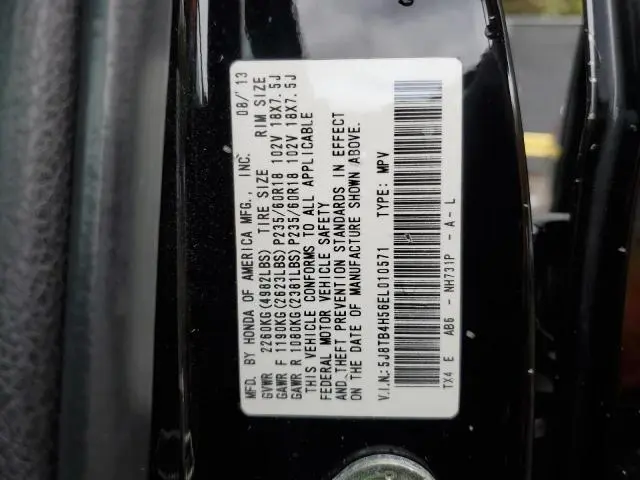 MFD. BY HONDA OF AMERICA MFG., INC. 08/'13
GVWR 2260KG(4982LBS) TIRE SIZE RIM SIZE
GAWR F 1190KG(2623LBS) P235/60R18 102V 18X7.5J
GAWR R 1080KG(2381LBS) P235/60R18 102V 18X7.5J
THIS VEHICLE CONFORMS TO ALL APPLICABLE
FEDERAL MOTOR VEHICLE SAFETY
AND THEFT PREVENTION STANDARDS IN EFFECT
ON THE DATE OF MANUFACTURE SHOWN ABOVE.
V.I.N.:5J8TB4H56EL010571 TYPE: MPV
TX4 E AB6 - NH731P - A - L